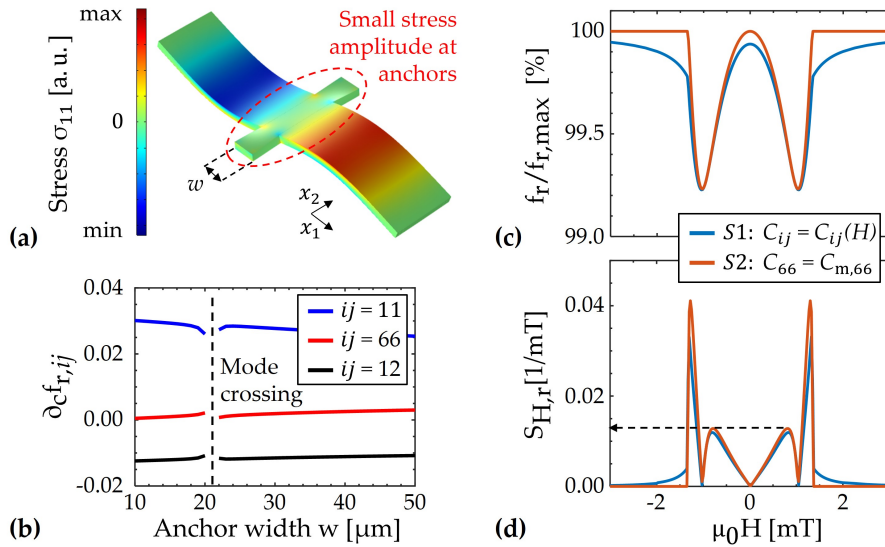 max
Stress σ11 [a. u.]
0
min
Small stress
amplitude at
anchors
w
x2
x1
(a)
0.04
0.02
0.00
-0.02
∂Cfr,ij
ij = 11
ij = 66
ij = 12
Mode
crossing
10 20 30 40 50
Anchor width w [μm]
(b)
100
99.5
99.0
fr/fr,max [%]
(c)
S1: Cij = Cij(H)
S2: C66 = Cm,66
0.04
0.02
0.00
SH,r[1/mT]
-2 0 2
μ0H [mT]
(d)